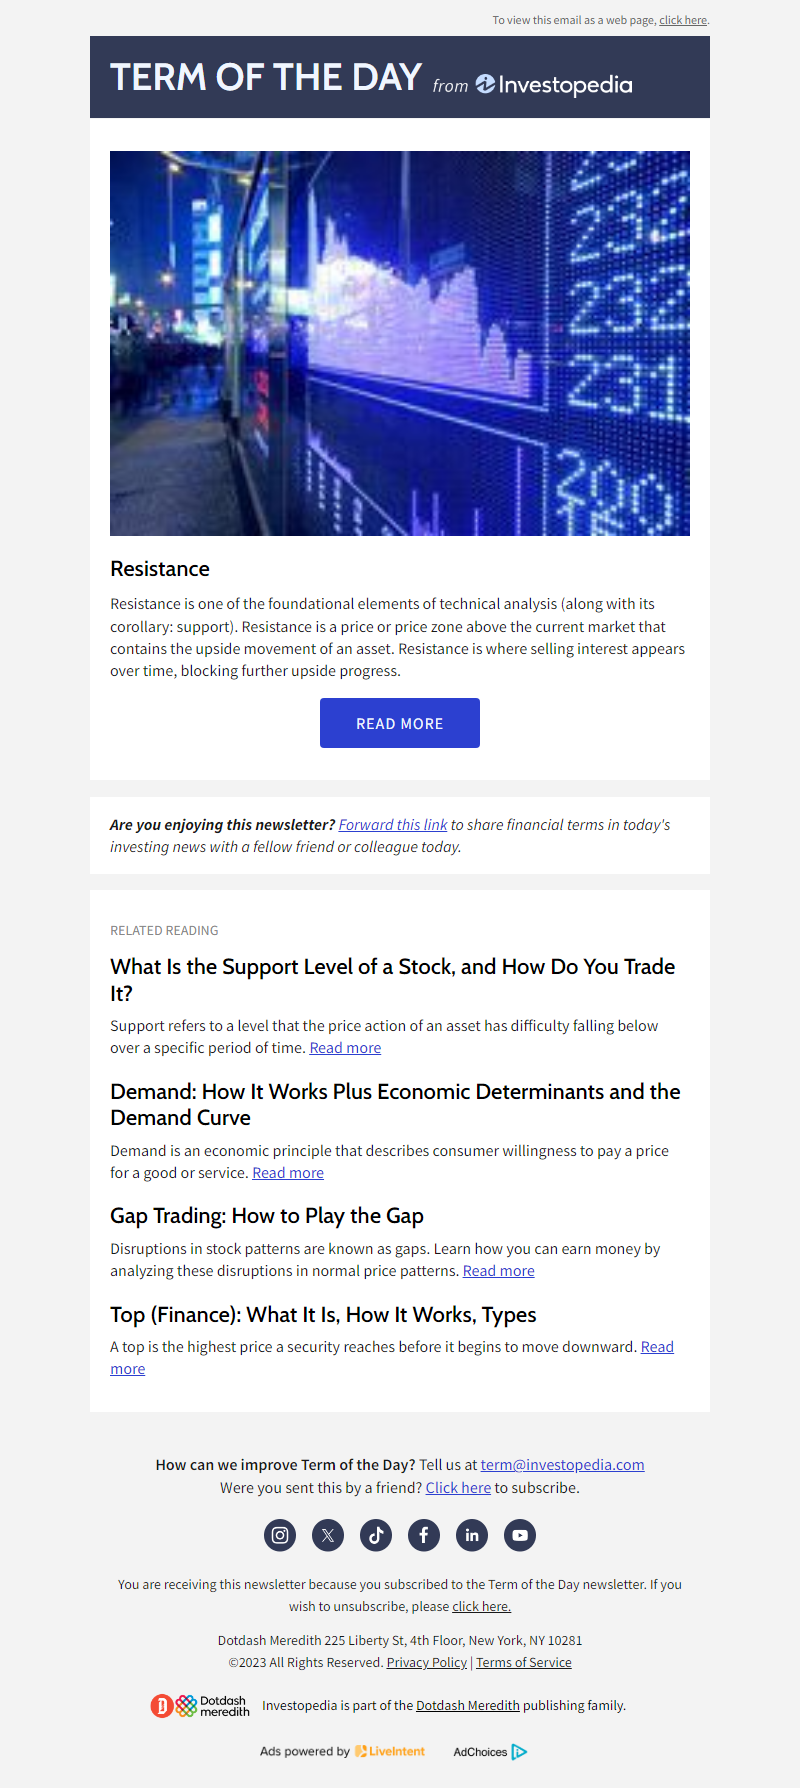 To view this email as a web page, click here.
TERM OF THE DAY from Investopedia
232
232
232
231
200
Resistance
Resistance is one of the foundational elements of technical analysis (along with its
corollary: support). Resistance is a price or price zone above the current market that
contains the upside movement of an asset. Resistance is where selling interest appears
over time, blocking further upside progress.
READ MORE
Are you enjoying this newsletter? Forward this link to share financial terms in today's
investing news with a fellow friend or colleague today.
RELATED READING
What Is the Support Level of a Stock, and How Do You Trade
It?
Support refers to a level that the price action of an asset has difficulty falling below
over a specific period of time. Read more
Demand: How It Works Plus Economic Determinants and the
Demand Curve
Demand is an economic principle that describes consumer willingness to pay a price
for a good or service. Read more
Gap Trading: How to Play the Gap
Disruptions in stock patterns are known as gaps. Learn how you can earn money by
analyzing these disruptions in normal price patterns. Read more
Top (Finance): What It Is, How It Works, Types
A top is the highest price a security reaches before it begins to move downward. Read
more
How can we improve Term of the Day? Tell us at term@investopedia.com
Were you sent this by a friend? Click here to subscribe.
You are receiving this newsletter because you subscribed to the Term of the Day newsletter. If you
wish to unsubscribe, please click here.
Dotdash Meredith 225 Liberty St, 4th Floor, New York, NY 10281
©2023 All Rights Reserved. Privacy Policy | Terms of Service
Dotdash
meredith
Investopedia is part of the Dotdash Meredith publishing family.
Ads powered by LiveIntent
AdChoices